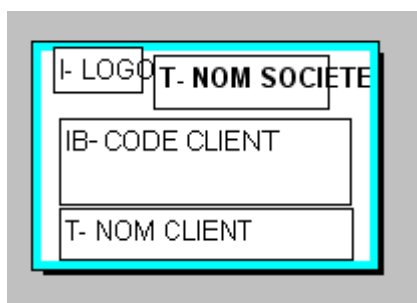 I- LOGO
T- NOM SOCIETE
IB- CODE CLIENT
T- NOM CLIENT